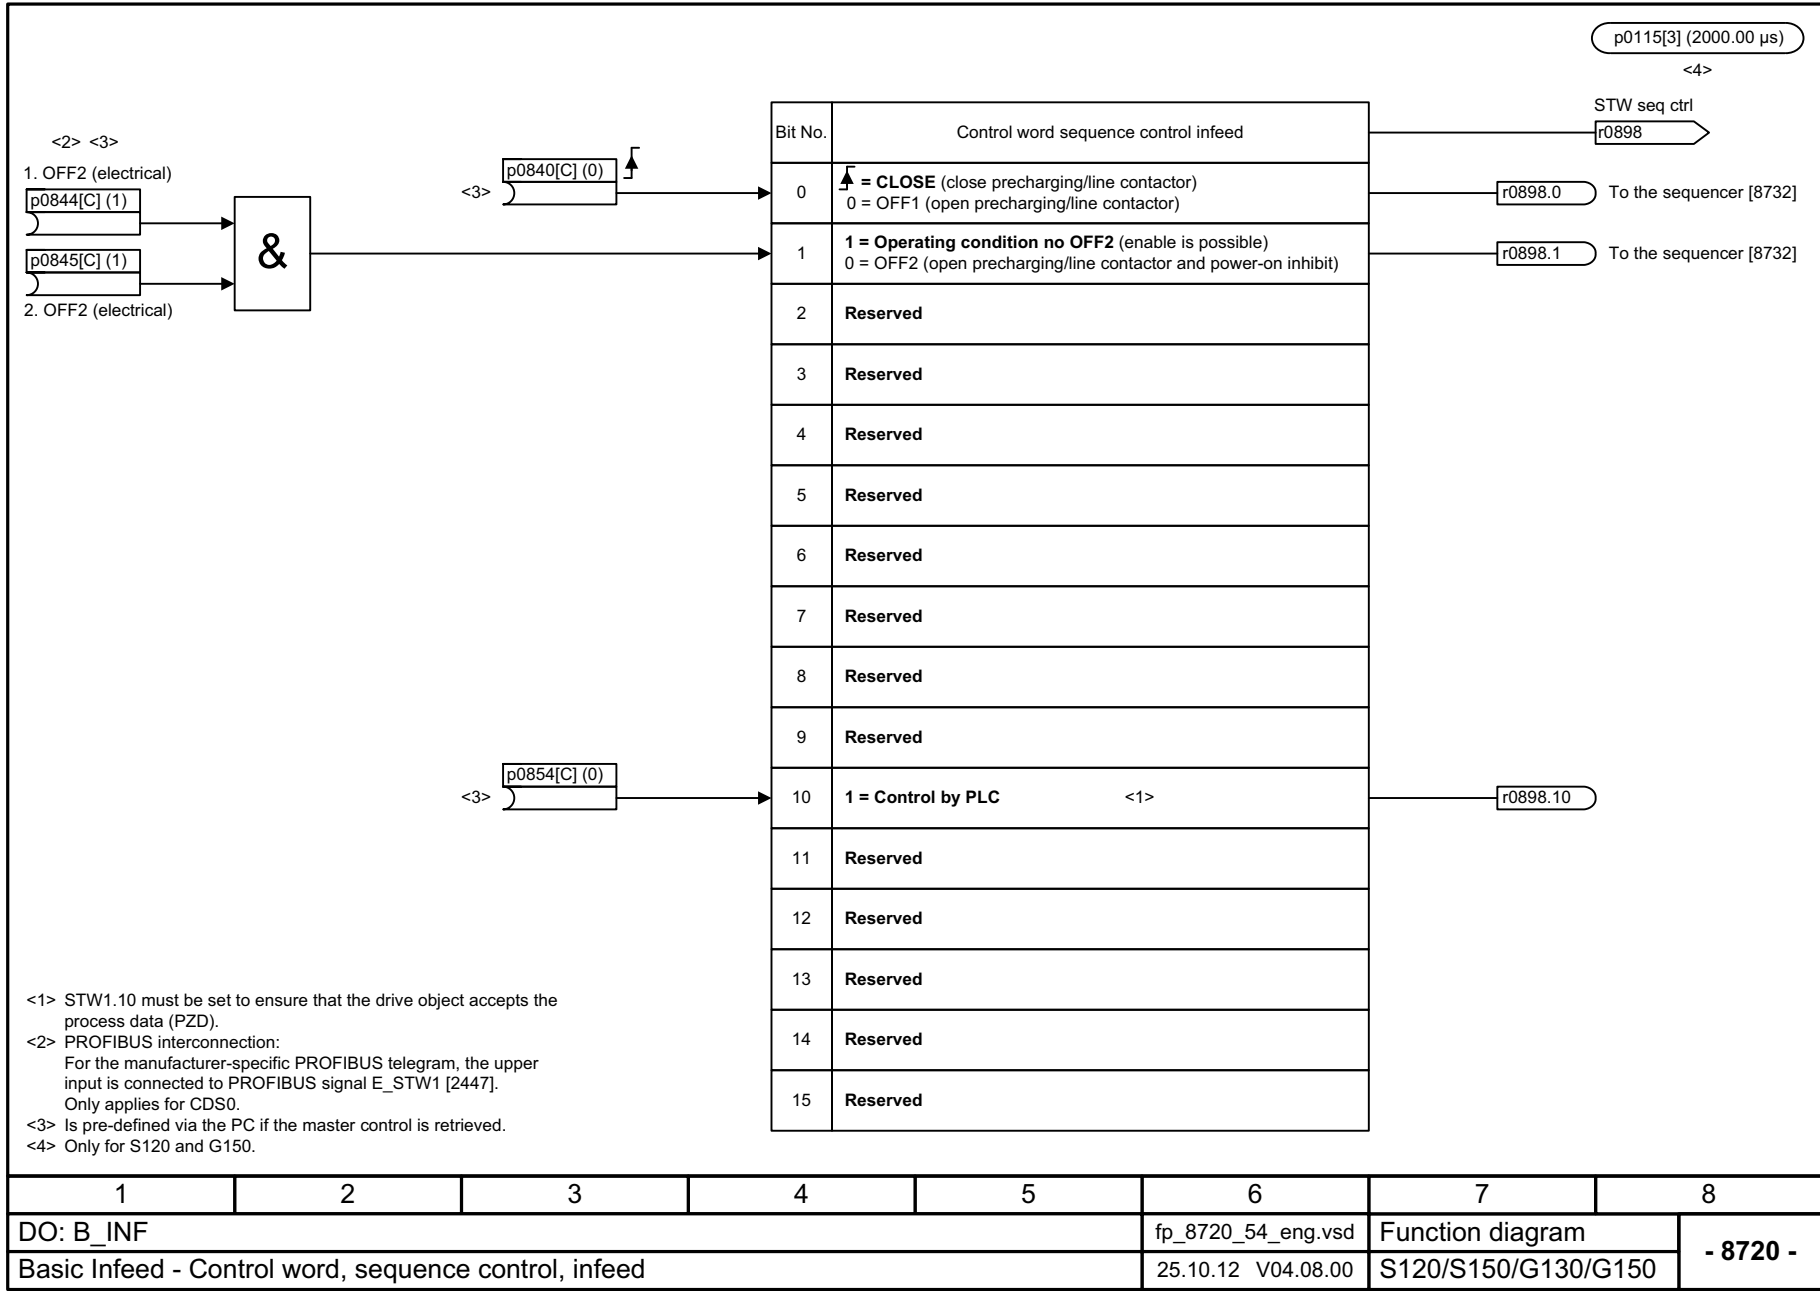 p0115[3] (2000.00 µs)
<4>
STW seq ctrl
r0898
Bit No. Control word sequence control infeed
<2> <3>
1. OFF2 (electrical)
p0844[C] (1)
&
p0845[C] (1)
2. OFF2 (electrical)
<3> p0840[C] (0)
0 = CLOSE (close precharging/line contactor)
0 = OFF1 (open precharging/line contactor)
r0898.0 To the sequencer [8732]
1 1 = Operating condition no OFF2 (enable is possible)
0 = OFF2 (open precharging/line contactor and power-on inhibit)
r0898.1 To the sequencer [8732]
2 Reserved
3 Reserved
4 Reserved
5 Reserved
6 Reserved
7 Reserved
8 Reserved
9 Reserved
<3> p0854[C] (0)
10 1 = Control by PLC <1>
r0898.10
11 Reserved
12 Reserved
13 Reserved
14 Reserved
15 Reserved
<1> STW1.10 must be set to ensure that the drive object accepts the
process data (PZD).
<2> PROFIBUS interconnection:
For the manufacturer-specific PROFIBUS telegram, the upper
input is connected to PROFIBUS signal E_STW1 [2447].
Only applies for CDS0.
<3> Is pre-defined via the PC if the master control is retrieved.
<4> Only for S120 and G150.
1 2 3 4 5 6 7 8
DO: B_INF fp_8720_54_eng.vsd Function diagram
- 8720 -
Basic Infeed - Control word, sequence control, infeed 25.10.12 V04.08.00 S120/S150/G130/G150